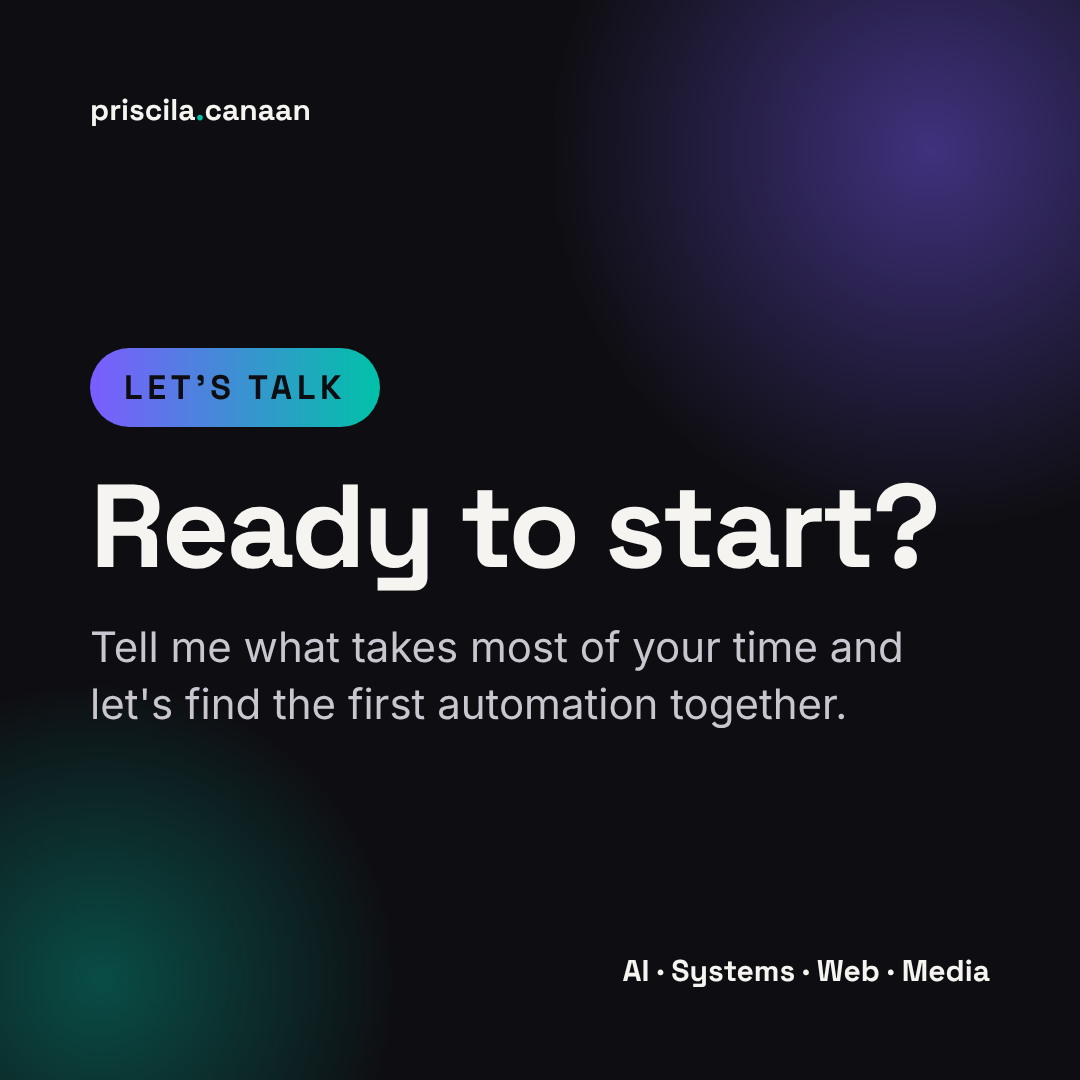 priscila.canaan
LET’S TALK
Ready to start?
Tell me what takes most of your time and
let's find the first automation together.
AI · Systems · Web · Media